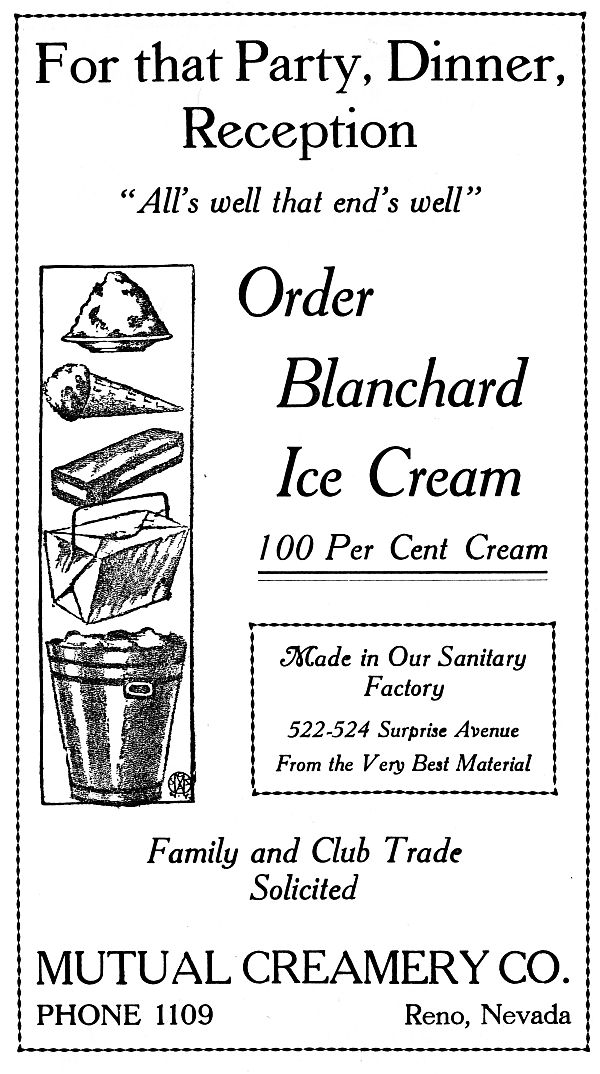 For that Party, Dinner,
Reception
“All's well that end's well”
Order
Blanchard
Ice Cream
100 Per Cent Cream
Made in Our Sanitary
Factory
522-524 Surprise Avenue
From the Very Best Material
Family and Club Trade
Solicited
MUTUAL CREAMERY CO.
PHONE 1109
Reno, Nevada